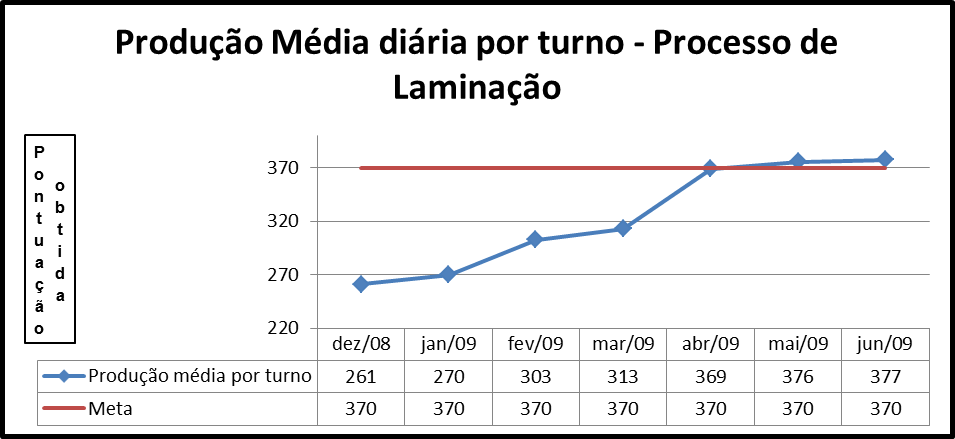 Produção Média diária por turno - Processo de
Laminação
Pontuação
obtida
370
320
270
220
dez/08 jan/09 fev/09 mar/09 abr/09 mai/09 jun/09
Produção média por turno 261 270 303 313 369 376 377
Meta 370 370 370 370 370 370 370